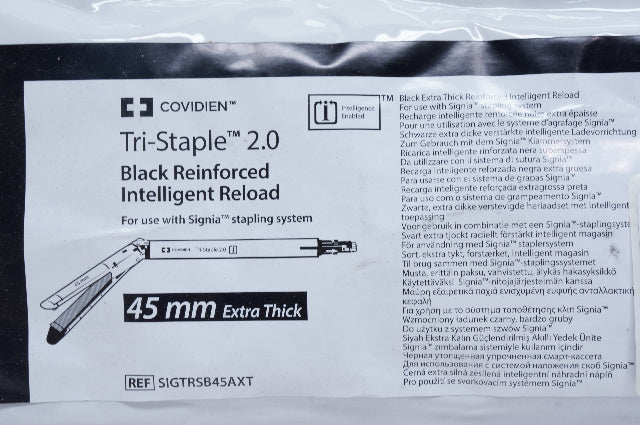 COVIDIEN™
Tri-Staple™ 2.0
Black Reinforced
Intelligent Reload
For use with Signia™ stapling system
Intelligence
Enabled
TM
COVIDIEN Tri-Staple 2.0
45 mm
45 mm Extra Thick
REF SIGTRSB45AXT
Black Extra Thick Reinforced Intelligent Reload
For use with Signia™ stapling system
Recharge intelligente renforcée noire extra épaisse
Pour une utilisation avec le système d'agrafage Signia™
Schwarze extra dicke verstärkte intelligente Ladevorrichtung
Zum Gebrauch mit dem Signia™ Klammersystem
Ricarica intelligente rinforzata nera superspessa
Da utilizzare con il sistema di sutura Signia™
Recarga inteligente reforzada negra extra gruesa
Para usarse con el sistema de grapas Signia™
Recarga inteligente reforçada extragrossa preta
Para uso com o sistema de grampeamento Signia™
Zwarte, extra dikke verstevigde herlaadset met intelligent
toepassing
Voor gebruik in combinatie met een Signia™-staplingsyste
Svart extra tjockt radiellt förstärkt intelligent magasin
För användning med Signia™ staplersystem
Sort, ekstra tykt, forstærket, intelligent magasin
Til brug sammen med Signia™-staplingssystemet
Musta, erittäin paksu, vahvistettu, älykäs hakasyksikkö
Käytettäväksi Signia™-nitojajärjestelmän kanssa
Μαύρη εξαιρετικά παχιά ενισχυμένη ευφυής ανταλλακτική
κεφαλή
Για χρήση με το σύστημα τοποθέτησης κλιπ Signia™
Wzmocniony ładunek czarny, bardzo gruby
Do użytku z systemem szwów Signia™
Siyah Ekstra Kalın Güçlendirilmiş Akıllı Yedek Ünite
Signia™ zımbalama sistemiyle kullanım içindir
Черная утолщенная упрочненная смарт-кассета
Для использования с системой наложения скоб Signia™
Černá extra silná zesílená inteligentní náhradní náplň
Pro použití se svorkovacím systémem Signia™